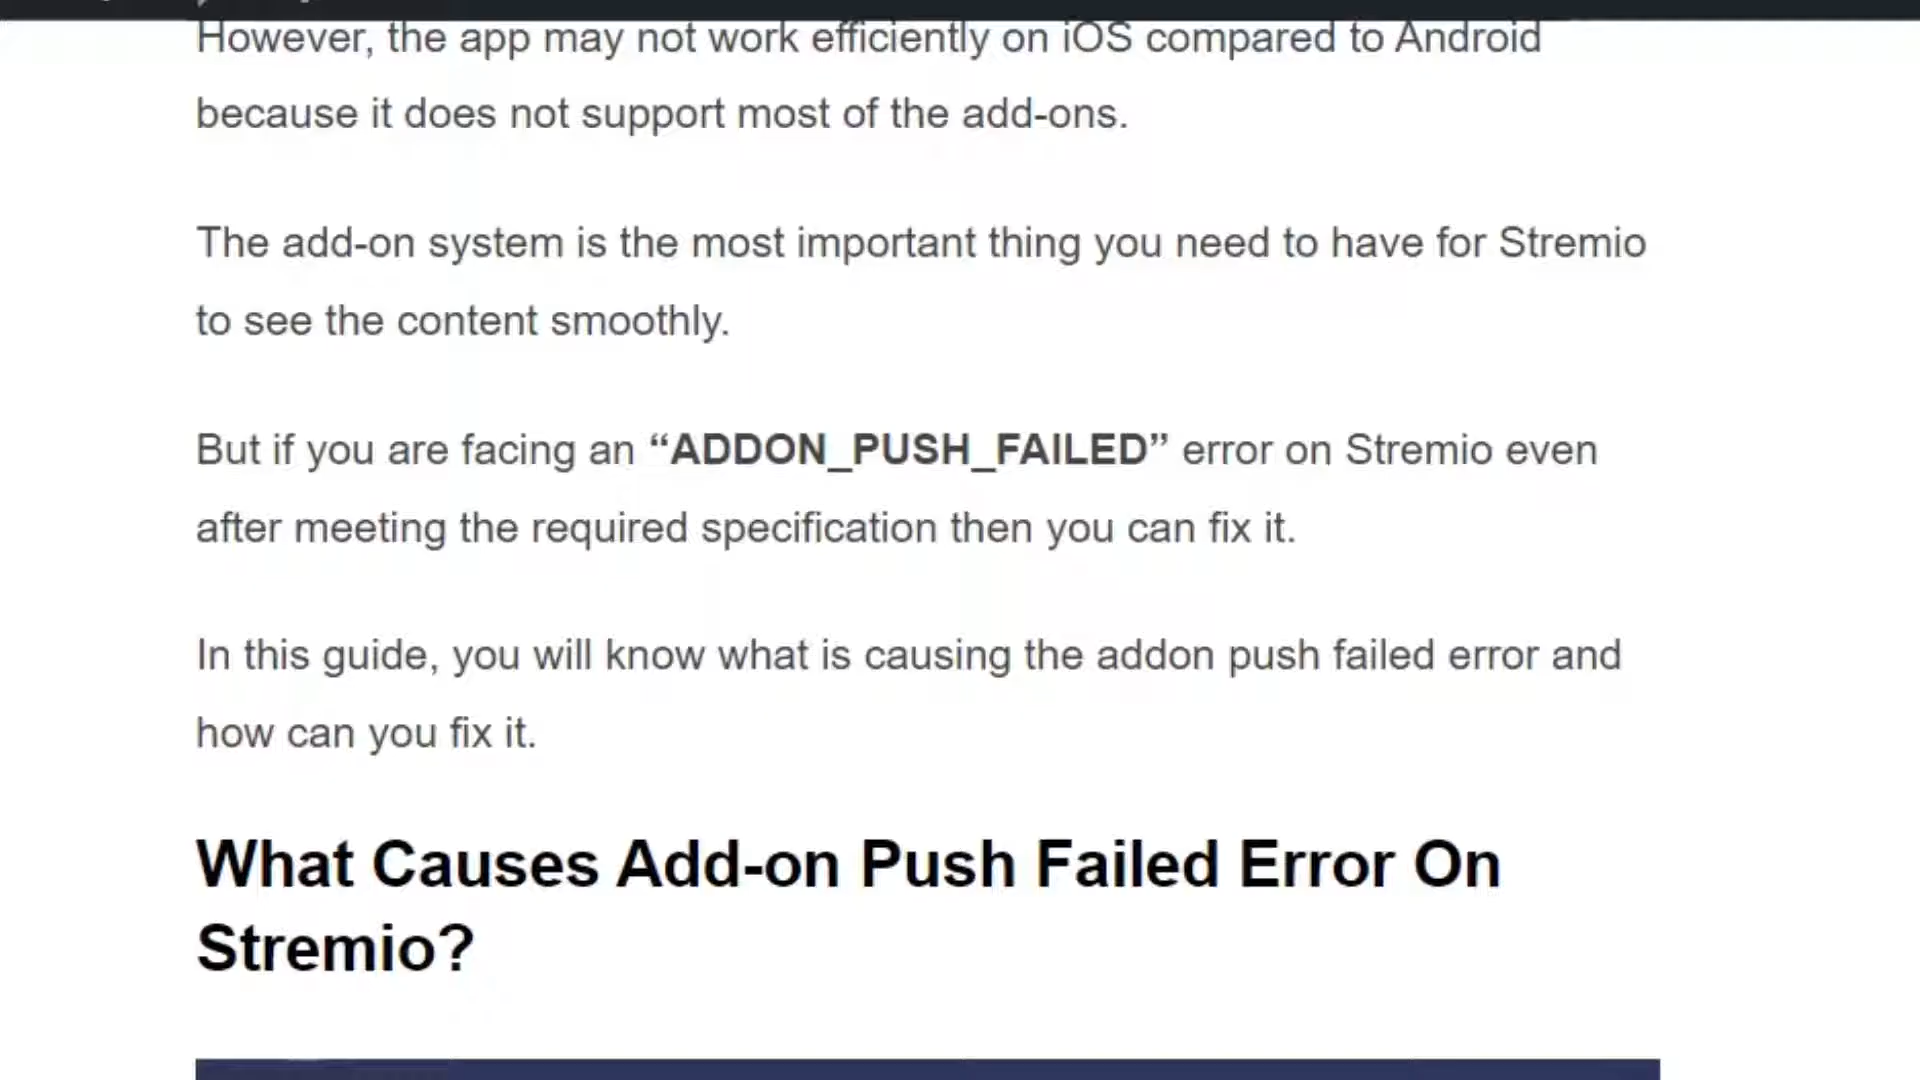 However, the app may not work efficiently on iOS compared to Android
because it does not support most of the add-ons.
The add-on system is the most important thing you need to have for Stremio
to see the content smoothly.
But if you are facing an “ADDON_PUSH_FAILED” error on Stremio even
after meeting the required specification then you can fix it.
In this guide, you will know what is causing the addon push failed error and
how can you fix it.
What Causes Add-on Push Failed Error On
Stremio?